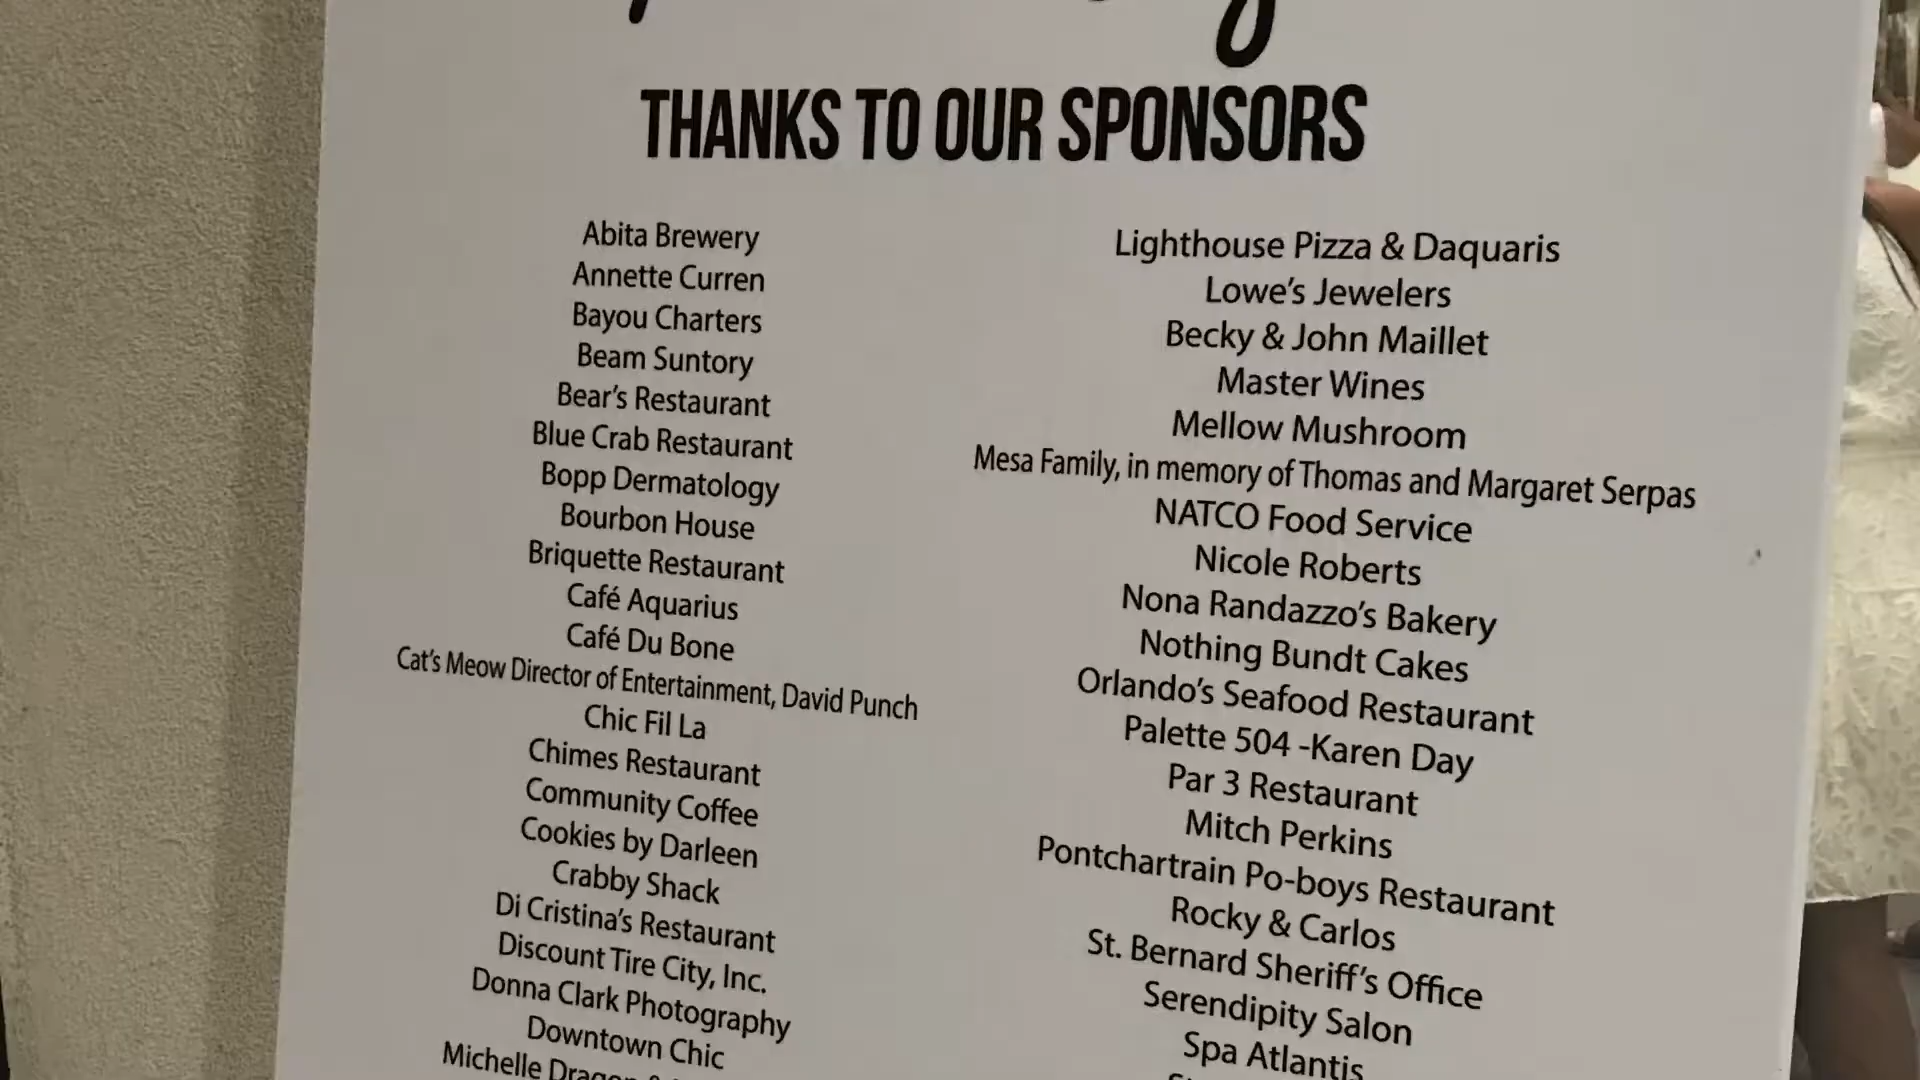 THANKS TO OUR SPONSORS
Abita Brewery
Annette Curren
Bayou Charters
Beam Suntory
Bear's Restaurant
Blue Crab Restaurant
Bopp Dermatology
Bourbon House
Briquette Restaurant
Café Aquarius
Café Du Bone
Cat's Meow Director of Entertainment, David Punch
Chic Fil La
Chimes Restaurant
Community Coffee
Cookies by Darleen
Crabby Shack
Di Cristina's Restaurant
Discount Tire City, Inc.
Donna Clark Photography
Downtown Chic
Michelle
Lighthouse Pizza & Daquaris
Lowe's Jewelers
Becky & John Maillet
Master Wines
Mellow Mushroom
Mesa Family, in memory of Thomas and Margaret Serpas
NATCO Food Service
Nicole Roberts
Nona Randazzo's Bakery
Nothing Bundt Cakes
Orlando's Seafood Restaurant
Palette 504 -Karen Day
Par 3 Restaurant
Mitch Perkins
Pontchartrain Po-boys Restaurant
Rocky & Carlos
St. Bernard Sheriff's Office
Serendipity Salon
Spa Atlantis